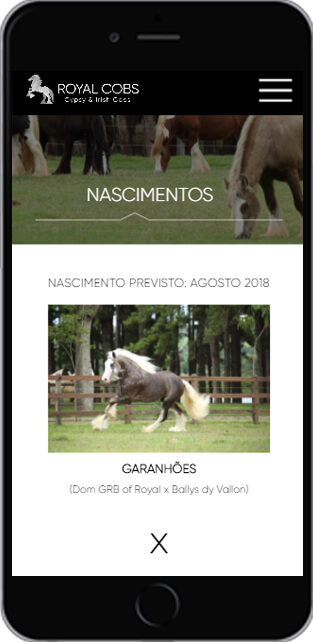 ROYAL COBS
Gypsy & Irish Cobs
NASCIMENTOS
NASCIMENTO PREVISTO: AGOSTO 2018
GARANHÕES
(Dom GRB of Royal x Ballys dy Vallon)
X